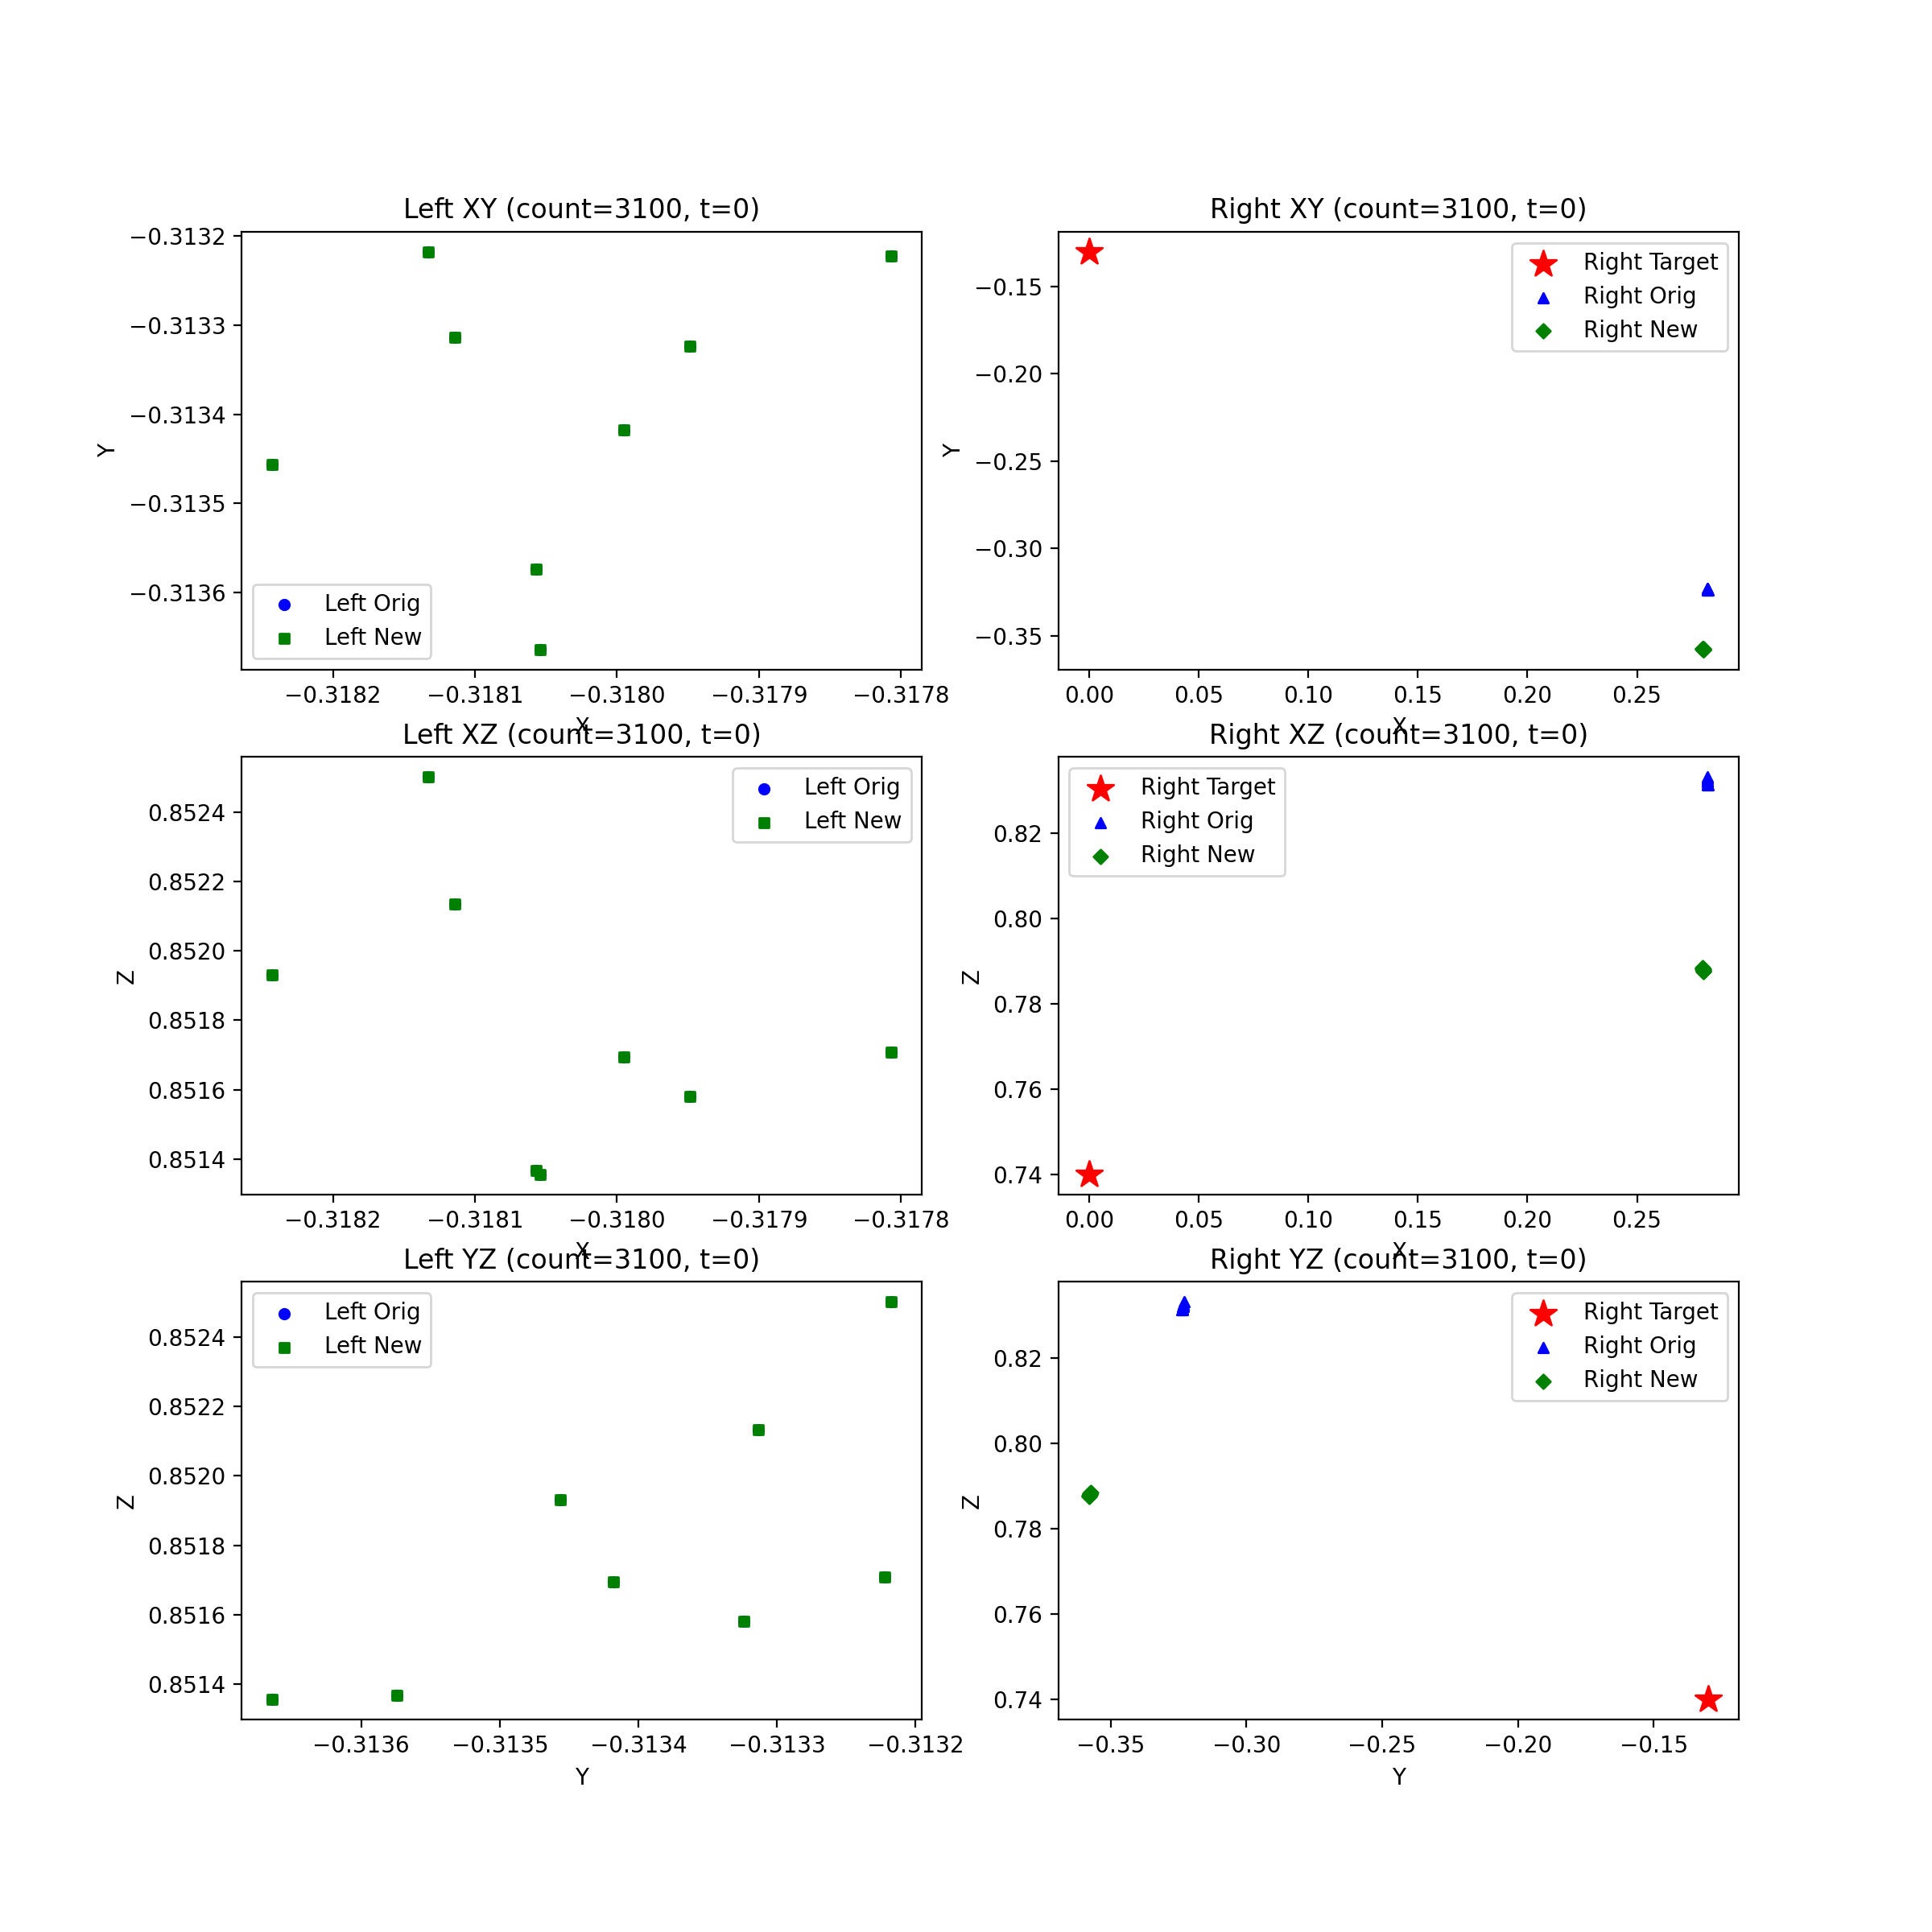 Left XY (count=3100, t=0)
Y
−0.3132
−0.3133
−0.3134
−0.3135
−0.3136
Left Orig
Left New
−0.3182 −0.3181 −0.3180 −0.3179 −0.3178
X
Right XY (count=3100, t=0)
Y
−0.15
−0.20
−0.25
−0.30
−0.35
Right Target
Right Orig
Right New
0.00 0.05 0.10 0.15 0.20 0.25
X
Left XZ (count=3100, t=0)
Z
0.8524
0.8522
0.8520
0.8518
0.8516
0.8514
Left Orig
Left New
−0.3182 −0.3181 −0.3180 −0.3179 −0.3178
X
Right XZ (count=3100, t=0)
Z
0.82
0.80
0.78
0.76
0.74
Right Target
Right Orig
Right New
0.00 0.05 0.10 0.15 0.20 0.25
X
Left YZ (count=3100, t=0)
Z
0.8524
0.8522
0.8520
0.8518
0.8516
0.8514
Left Orig
Left New
−0.3136 −0.3135 −0.3134 −0.3133 −0.3132
Y
Right YZ (count=3100, t=0)
Z
0.82
0.80
0.78
0.76
0.74
Right Target
Right Orig
Right New
−0.35 −0.30 −0.25 −0.20 −0.15
Y